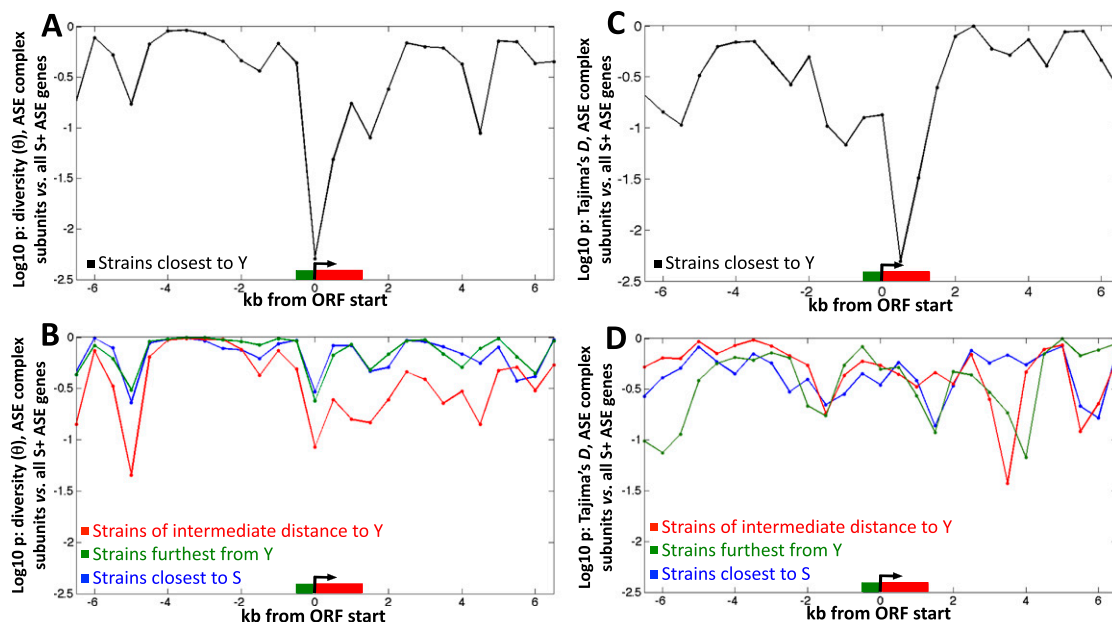 A
Log10 p: diversity (θ), ASE complex
subunits vs. all S+ ASE genes
0
-0.5
-1
-1.5
-2
-2.5
Strains closest to Y
-6 -4 -2 0 2 4 6
kb from ORF start
C
Log10 p: Tajima's D, ASE complex
subunits vs. all S+ ASE genes
0
-0.5
-1
-1.5
-2
-2.5
Strains closest to Y
-6 -4 -2 0 2 4 6
kb from ORF start
B
Log10 p: diversity (θ), ASE complex
subunits vs. all S+ ASE genes
0
-0.5
-1
-1.5
-2
-2.5
Strains of intermediate distance to Y
Strains furthest from Y
Strains closest to S
-6 -4 -2 0 2 4 6
kb from ORF start
D
Log10 p: Tajima's D, ASE complex
subunits vs. all S+ ASE genes
0
-0.5
-1
-1.5
-2
-2.5
Strains of intermediate distance to Y
Strains furthest from Y
Strains closest to S
-6 -4 -2 0 2 4 6
kb from ORF start